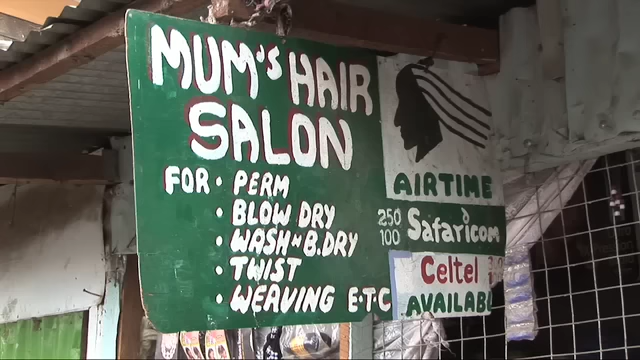 MUM'S HAIR
SALON
FOR • PERM
• BLOW DRY
• WASH N B.DRY
• TWIST
• WEAVING E.T.C
AIRTIME
250
100
Safaricom
Celtel
AVAILABL